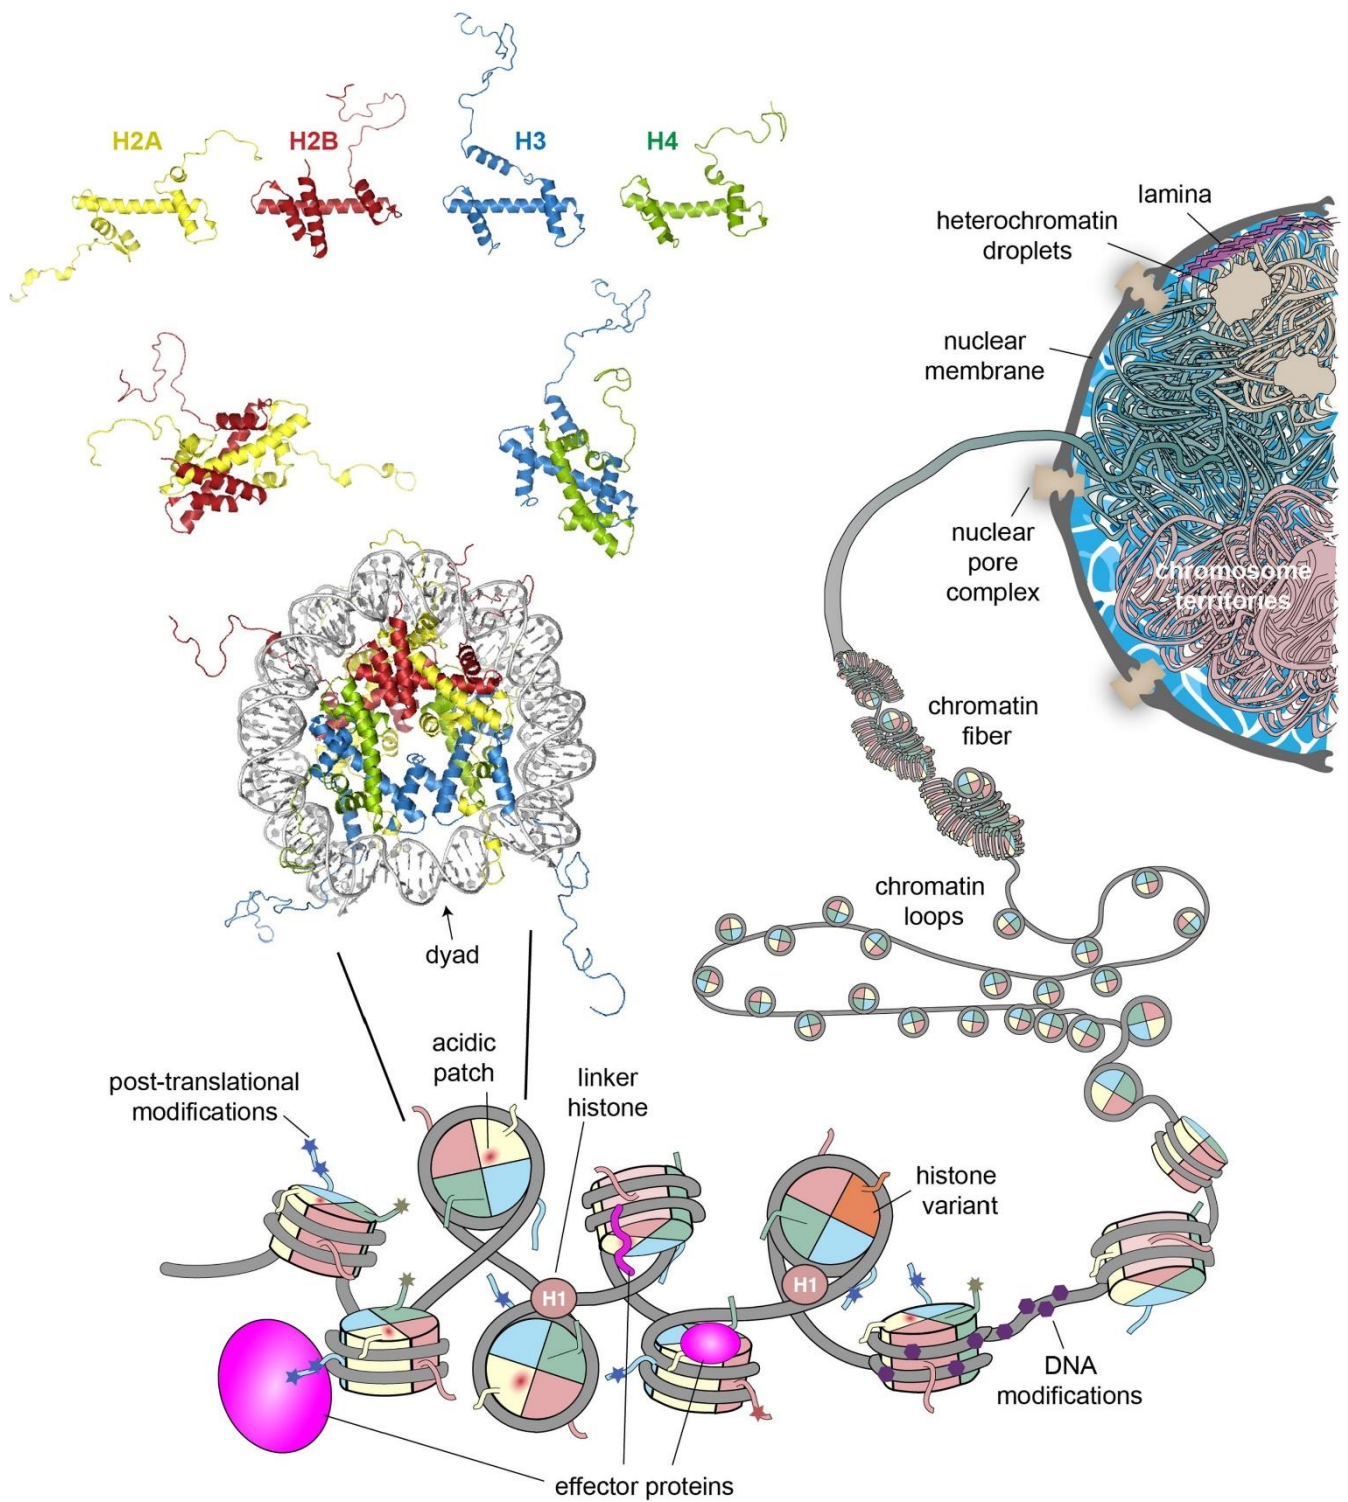 H2A
H2B
H3
H4
lamina
heterochromatin
droplets
nuclear
membrane
nuclear
pore
complex
chromosome
territories
chromatin
fiber
chromatin
loops
dyad
acidic
patch
post-translational
modifications
linker
histone
histone
variant
H1
H1
DNA
modifications
effector proteins